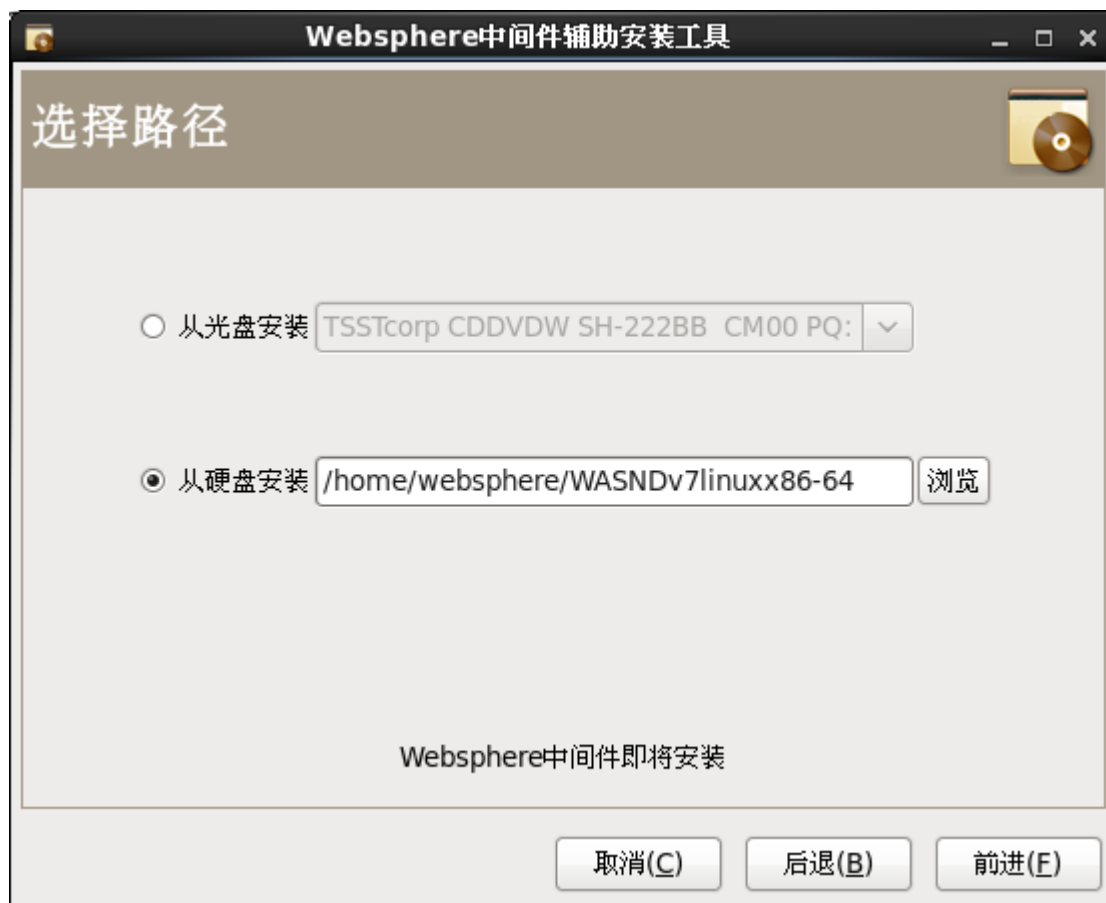 Websphere中间件辅助安装工具
选择路径
从光盘安装 TSSTcorp CDDVDW SH-222BB  CM00 PQ:
从硬盘安装 /home/websphere/WASNDv7linuxx86-64 浏览
Websphere中间件即将安装
取消(C) 后退(B) 前进(F)